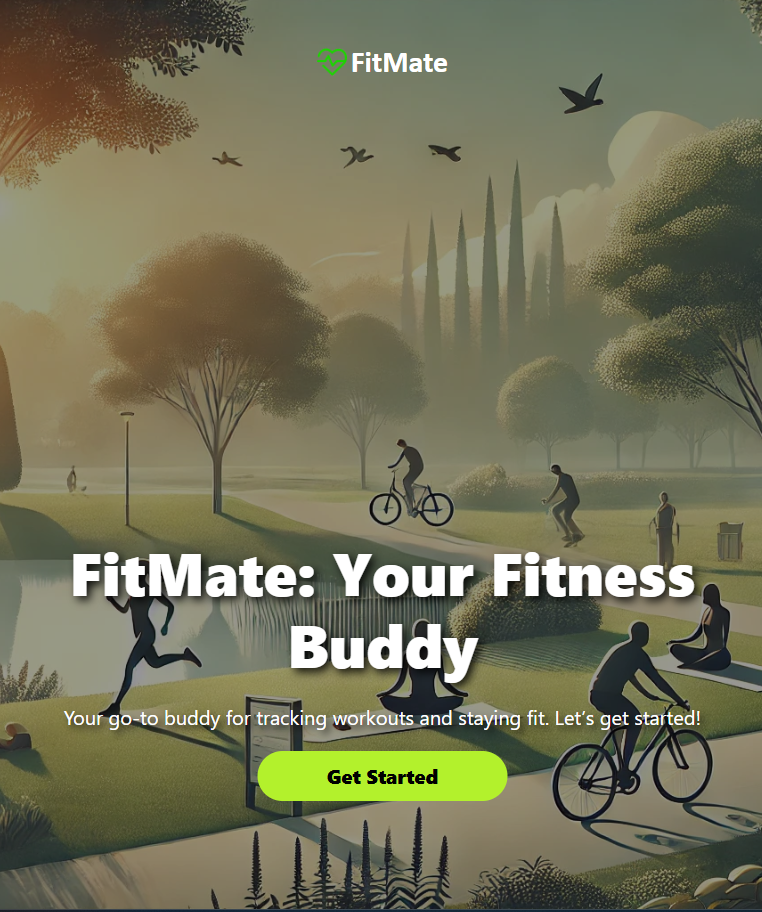 FitMate
FitMate: Your Fitness
Buddy
Your go-to buddy for tracking workouts and staying fit. Let’s get started!
Get Started